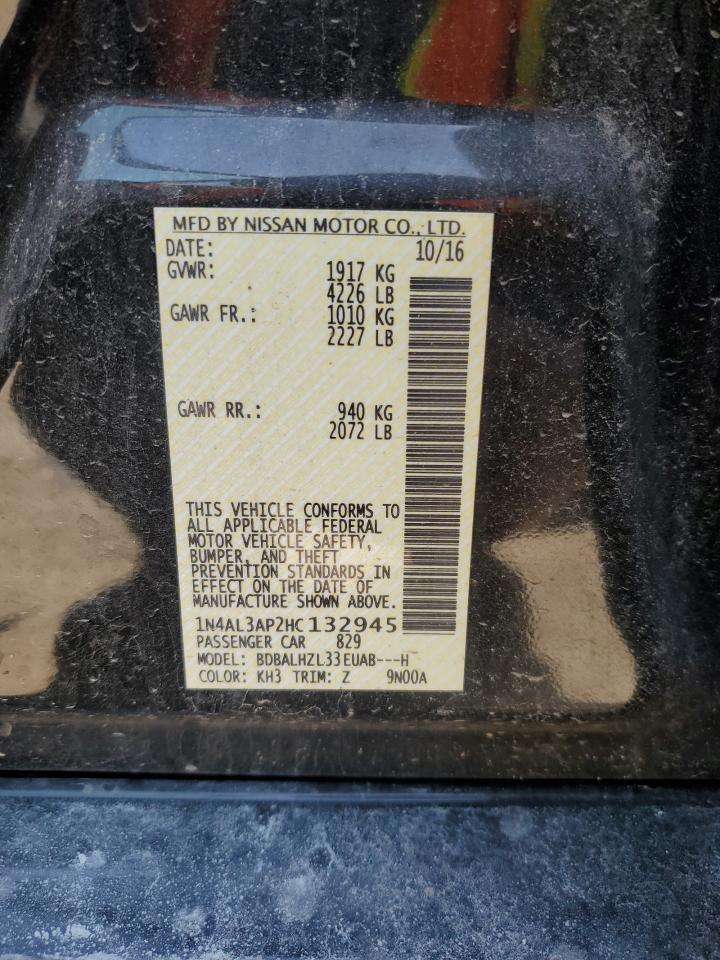 MFD BY NISSAN MOTOR CO., LTD.
DATE: 10/16
GVWR: 1917 KG
4226 LB
GAWR FR.: 1010 KG
2227 LB
GAWR RR.: 940 KG
2072 LB
THIS VEHICLE CONFORMS TO
ALL APPLICABLE FEDERAL
MOTOR VEHICLE SAFETY,
BUMPER, AND THEFT
PREVENTION STANDARDS IN
EFFECT ON THE DATE OF
MANUFACTURE SHOWN ABOVE.
1N4AL3AP2HC132945
PASSENGER CAR 829
MODEL: BDBALHZL33EUAB---H
COLOR: KH3 TRIM: Z 9N00A